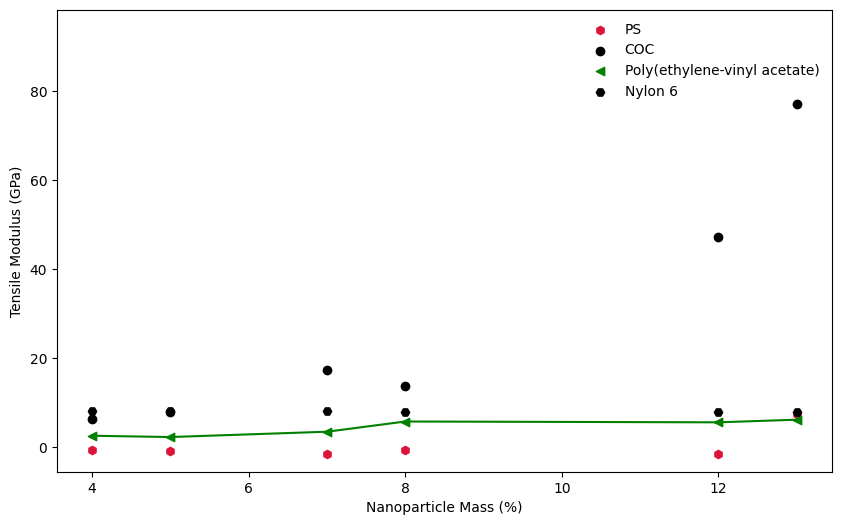 PS
COC
Poly(ethylene-vinyl acetate)
Nylon 6
80
60
40
20
0
Tensile Modulus (GPa)
4 6 8 10 12
Nanoparticle Mass (%)